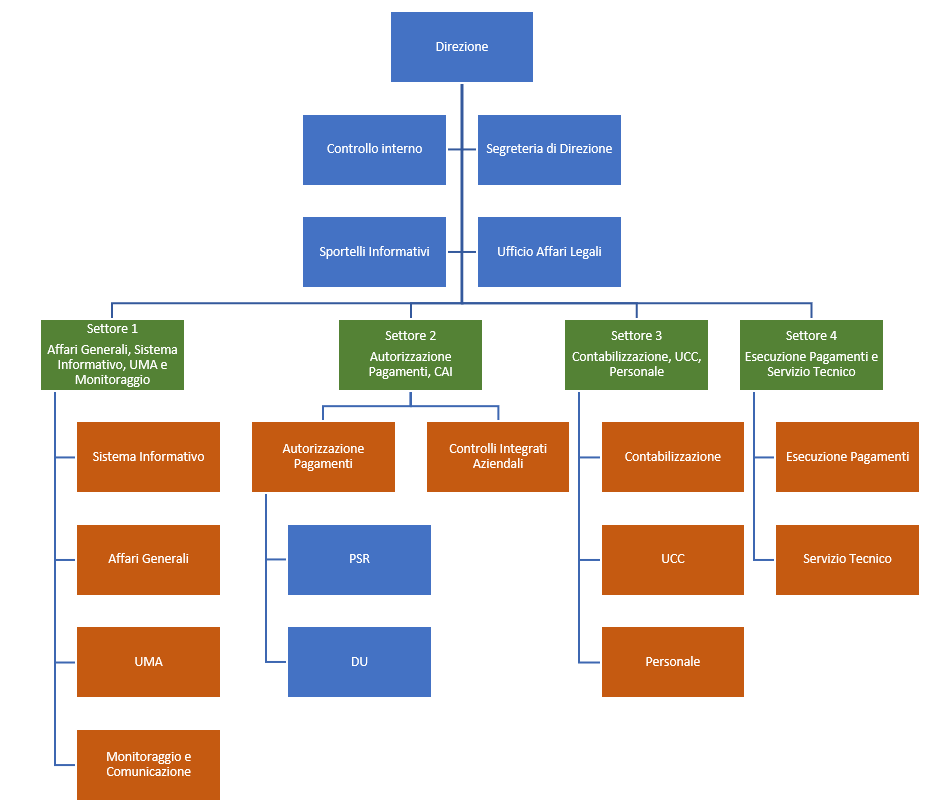 Direzione
Controllo interno
Segreteria di Direzione
Sportelli Informativi
Ufficio Affari Legali
Settore 1
Affari Generali, Sistema
Informativo, UMA e
Monitoraggio
Settore 2
Autorizzazione
Pagamenti, CAI
Settore 3
Contabilizzazione, UCC,
Personale
Settore 4
Esecuzione Pagamenti e
Servizio Tecnico
Sistema Informativo
Affari Generali
UMA
Monitoraggio e
Comunicazione
Autorizzazione
Pagamenti
PSR
DU
Controlli Integrati
Aziendali
Contabilizzazione
UCC
Personale
Esecuzione Pagamenti
Servizio Tecnico